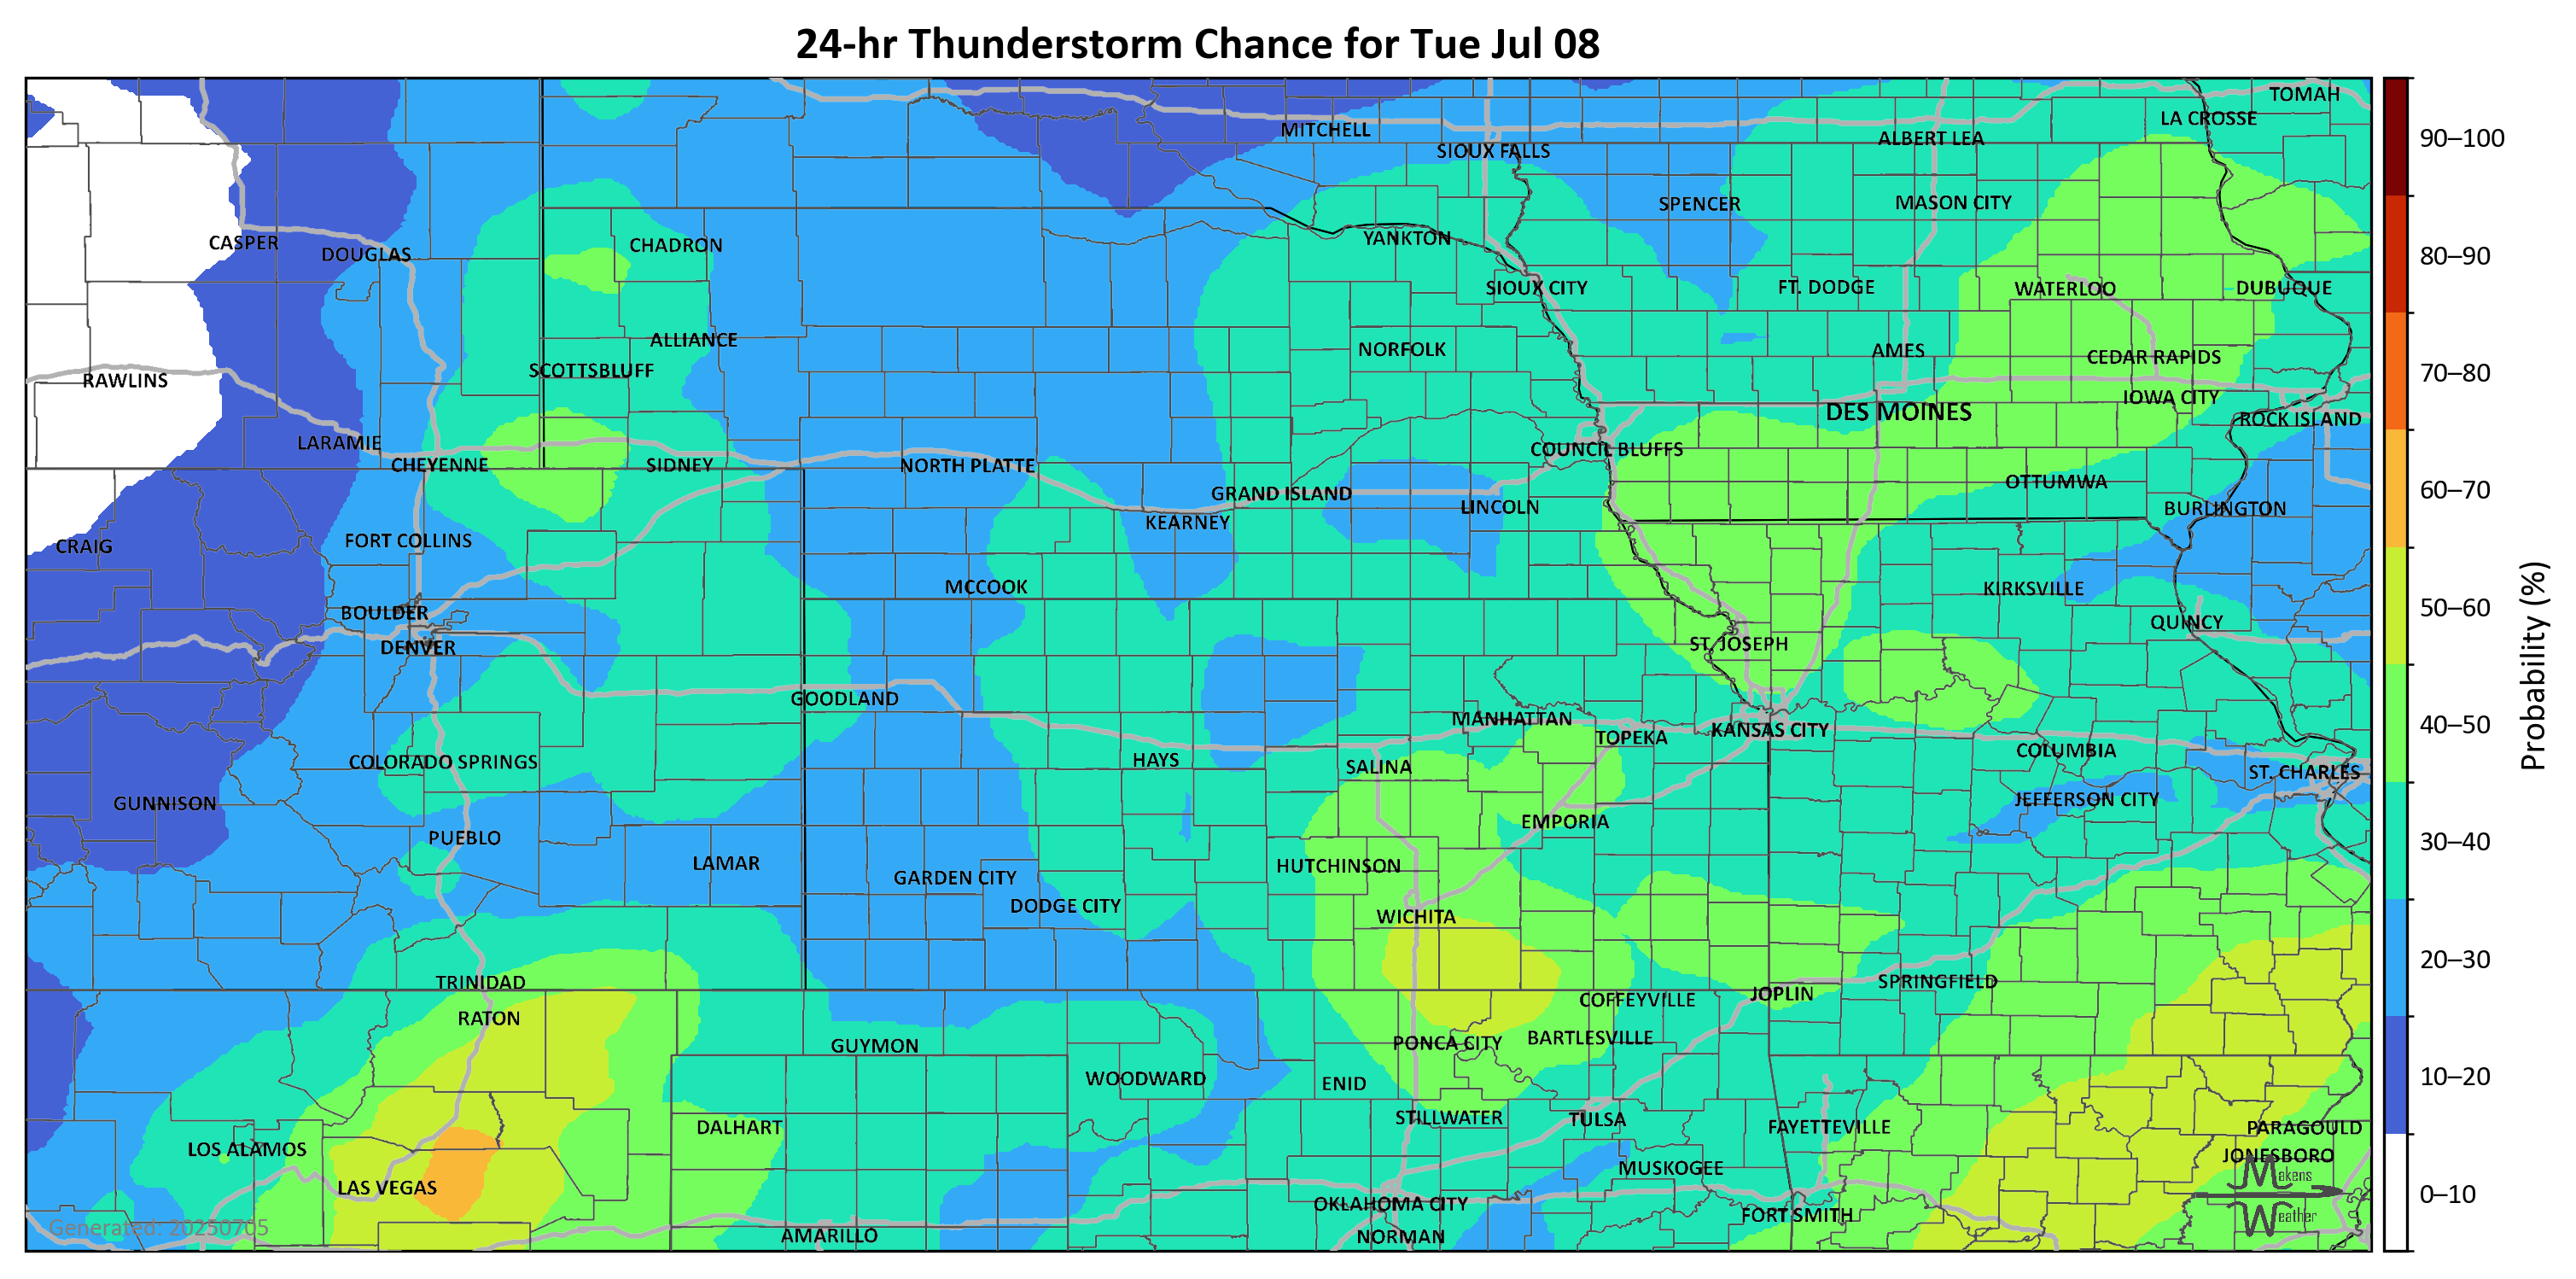 24-hr Thunderstorm Chance for Tue Jul 08
TOMAH
LA CROSSE
MITCHELL
ALBERT LEA
SIOUX FALLS
SPENCER
MASON CITY
CASPER
DOUGLAS
CHADRON
YANKTON
SIOUX CITY
FT. DODGE
WATERLOO
DUBUQUE
ALLIANCE
NORFOLK
AMES
CEDAR RAPIDS
RAWLINS
SCOTTSBLUFF
IOWA CITY
DES MOINES
ROCK ISLAND
LARAMIE
COUNCIL BLUFFS
CHEYENNE
SIDNEY
NORTH PLATTE
OTTUMWA
GRAND ISLAND
LINCOLN
BURLINGTON
KEARNEY
CRAIG
FORT COLLINS
MCCOOK
KIRKSVILLE
BOULDER
QUINCY
DENVER
ST. JOSEPH
GOODLAND
MANHATTAN
TOPEKA
KANSAS CITY
COLUMBIA
COLORADO SPRINGS
HAYS
SALINA
ST. CHARLES
GUNNISON
JEFFERSON CITY
PUEBLO
EMPORIA
LAMAR
GARDEN CITY
HUTCHINSON
DODGE CITY
WICHITA
TRINIDAD
SPRINGFIELD
COFFEYVILLE
JOPLIN
RATON
GUYMON
PONCA CITY
BARTLESVILLE
WOODWARD
ENID
DALHART
STILLWATER
TULSA
FAYETTEVILLE
PARAGOULD
LOS ALAMOS
JONESBORO
MUSKOGEE
LAS VEGAS
OKLAHOMA CITY
FORT SMITH
AMARILLO
NORMAN
Generated: 20250705
Makens
Weather
90–100
80–90
70–80
60–70
50–60
40–50
30–40
20–30
10–20
0–10
Probability (%)